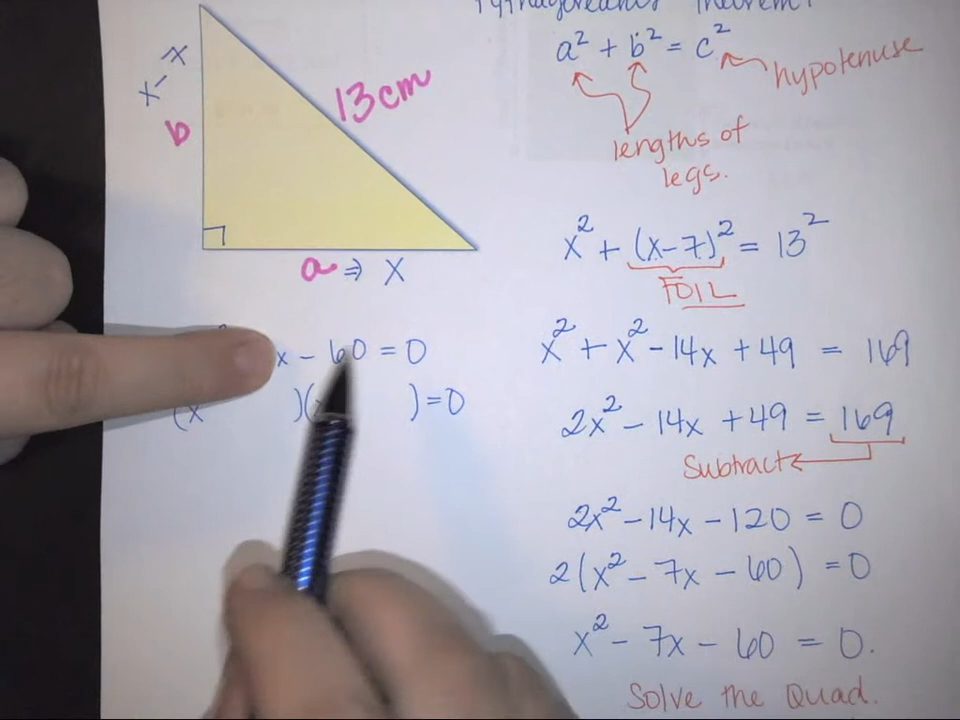 Theorem:
a² + b² = c²
hypotenuse
lengths of
legs.
x - 7
b
13cm
a ⇒ x
x² + (x-7)² = 13²
FOIL
x² + x² - 14x + 49 = 169
2x² - 14x + 49 = 169
Subtract
2x² - 14x - 120 = 0
2(x² - 7x - 60) = 0
x² - 7x - 60 = 0.
Solve the Quad.
x - 60 = 0
(x )( ) = 0